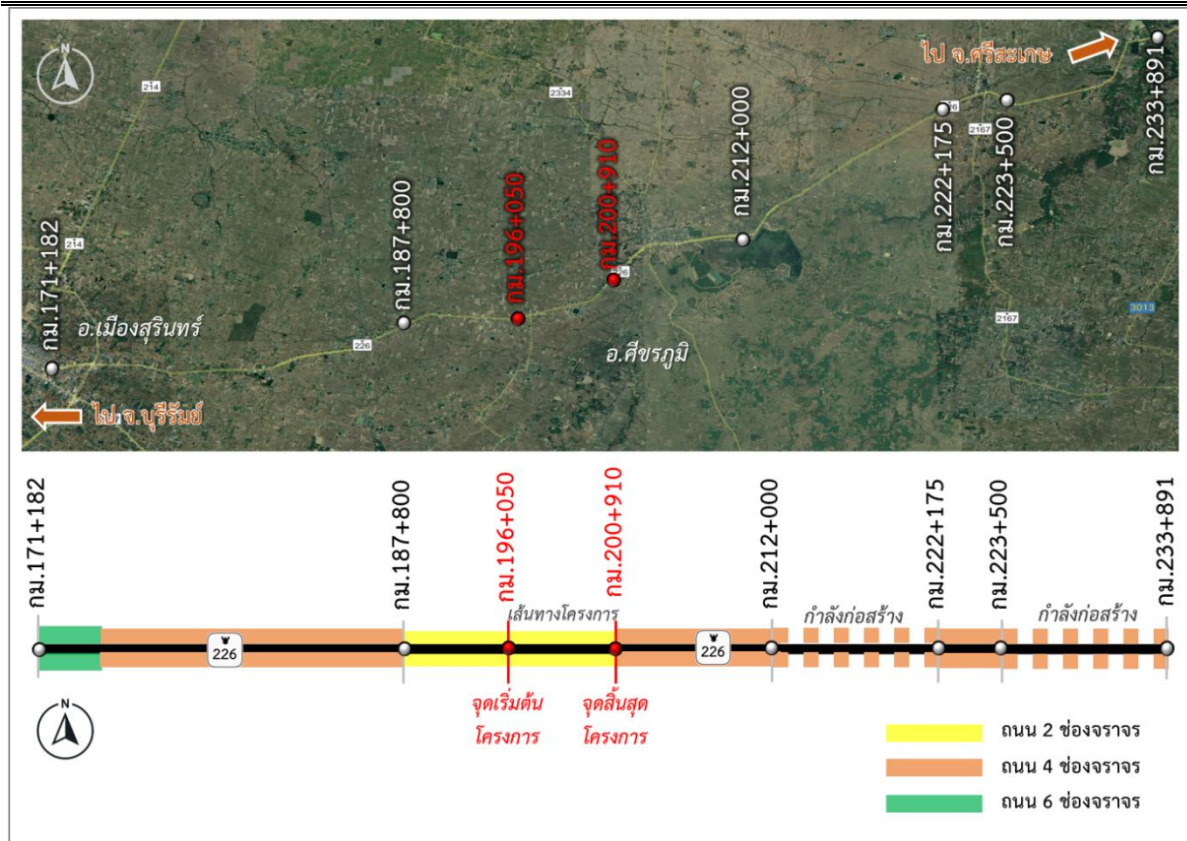 N
ไป จ.ศรีสะเกษ
กม.233+891
214
2334
กม.222+175
2167
กม.223+500
กม.212+000
กม.200+910
กม.196+050
กม.187+800
214
กม.171+182
อ.เมืองสุรินทร์
226
อ.ศีขรภูมิ
2167
3013
ไป จ.บุรีรัมย์
กม.171+182
กม.187+800
กม.196+050
กม.200+910
กม.212+000
กม.222+175
กม.223+500
กม.233+891
เส้นทางโครงการ
กำลังก่อสร้าง
กำลังก่อสร้าง
226
226
จุดเริ่มต้น
โครงการ
จุดสิ้นสุด
โครงการ
N
ถนน 2 ช่องจราจร
ถนน 4 ช่องจราจร
ถนน 6 ช่องจราจร